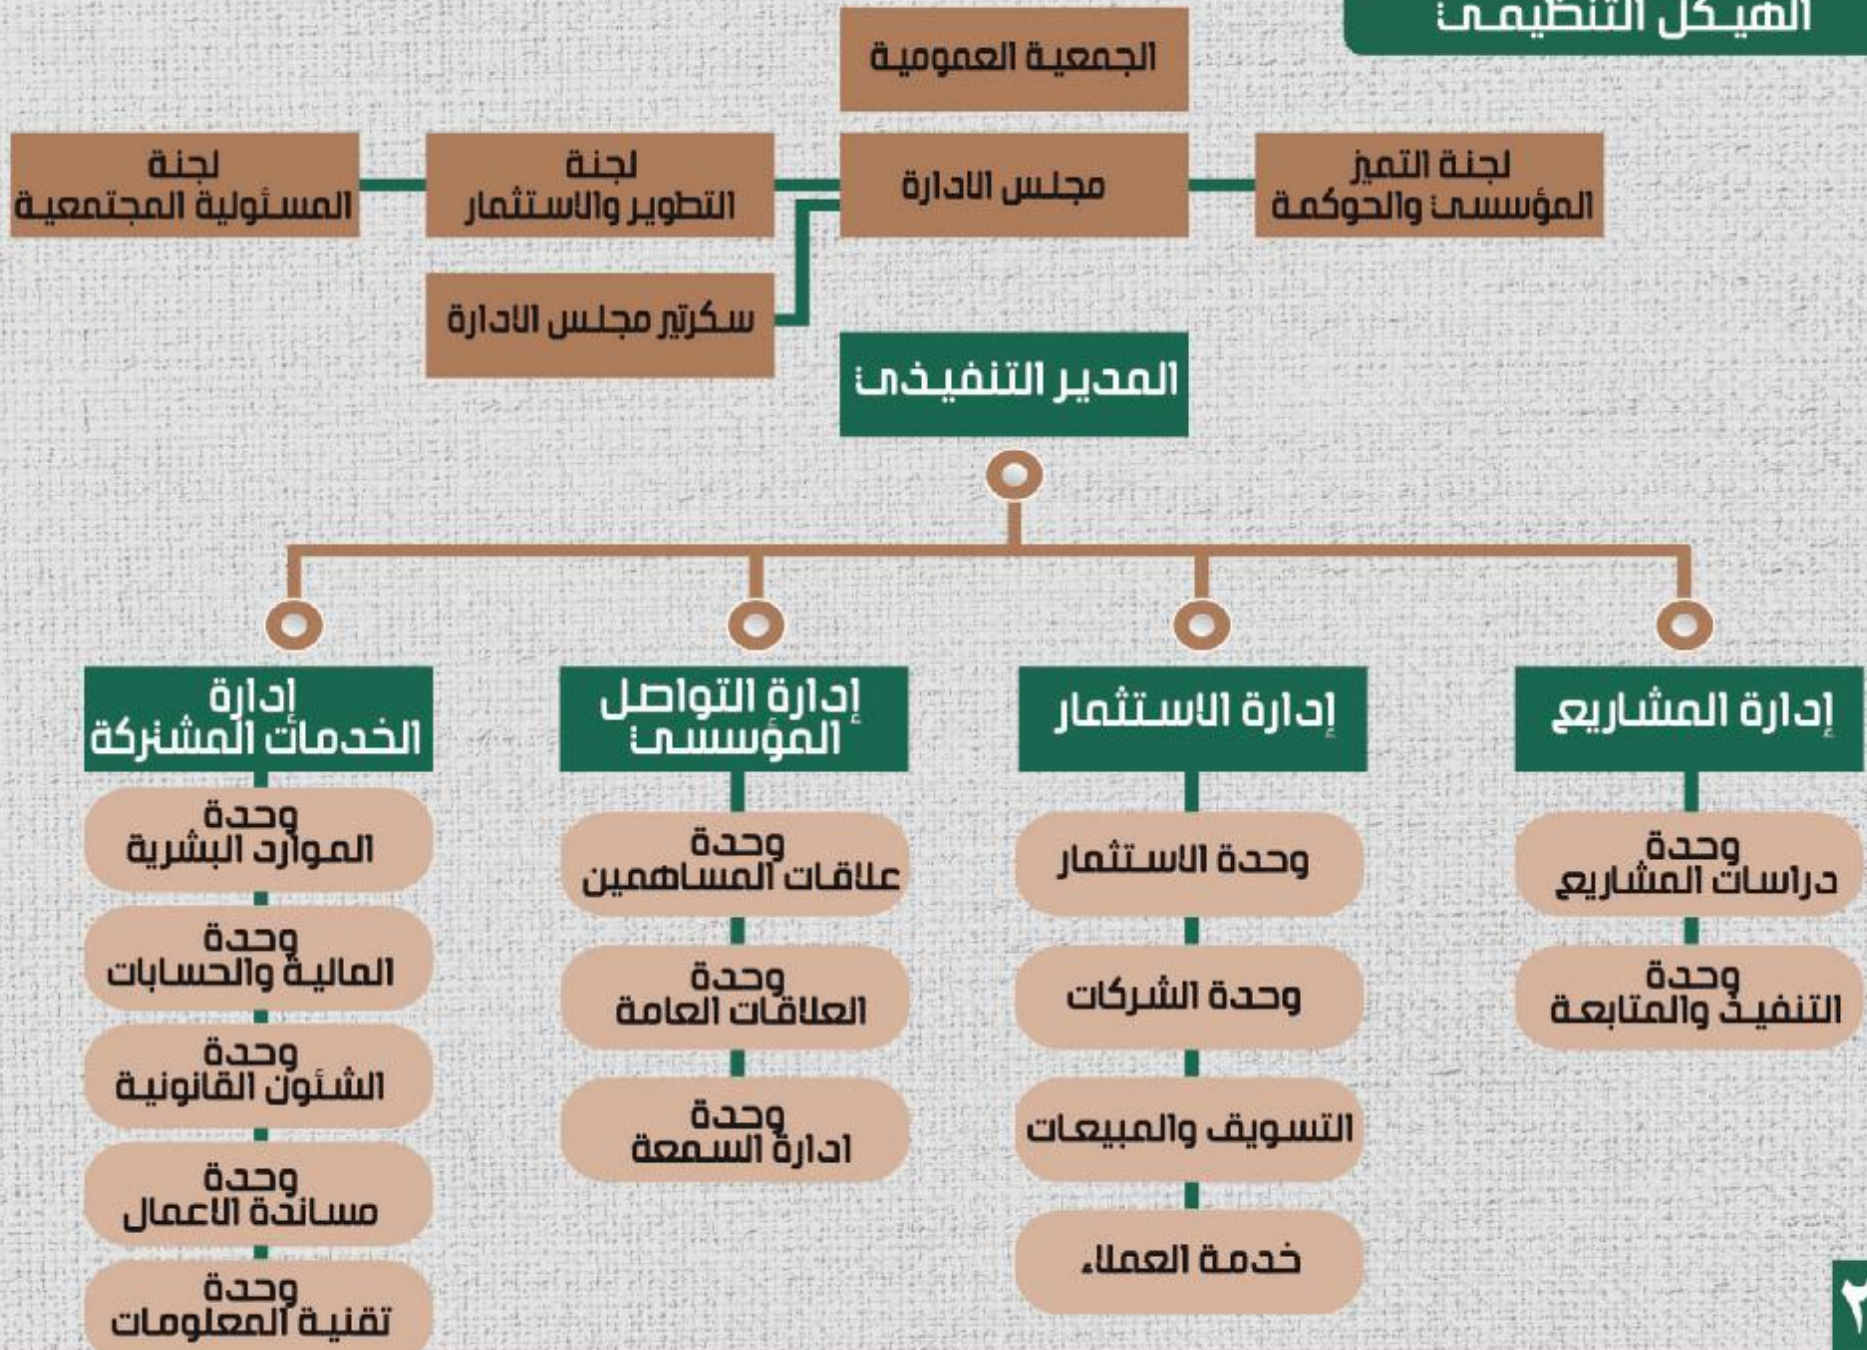 الهيكل التنظيمي
الجمعية العمومية
لجنة التميز
المؤسسي والحوكمة
مجلس الادارة
لجنة
التطوير والاستثمار
لجنة
المسئولية المجتمعية
سكرتير مجلس الادارة
المدير التنفيذي
إدارة المشاريع
وحدة
دراسات المشاريع
وحدة
التنفيذ والمتابعة
إدارة الاستثمار
وحدة الاستثمار
وحدة الشركات
التسويق والمبيعات
خدمة العملاء
إدارة التواصل
المؤسسي
وحدة
علاقات المساهمين
وحدة
العلاقات العامة
وحدة
ادارة السمعة
إدارة
الخدمات المشتركة
وحدة
الموارد البشرية
وحدة
المالية والحسابات
وحدة
الشئون القانونية
وحدة
مساندة الاعمال
وحدة
تقنية المعلومات